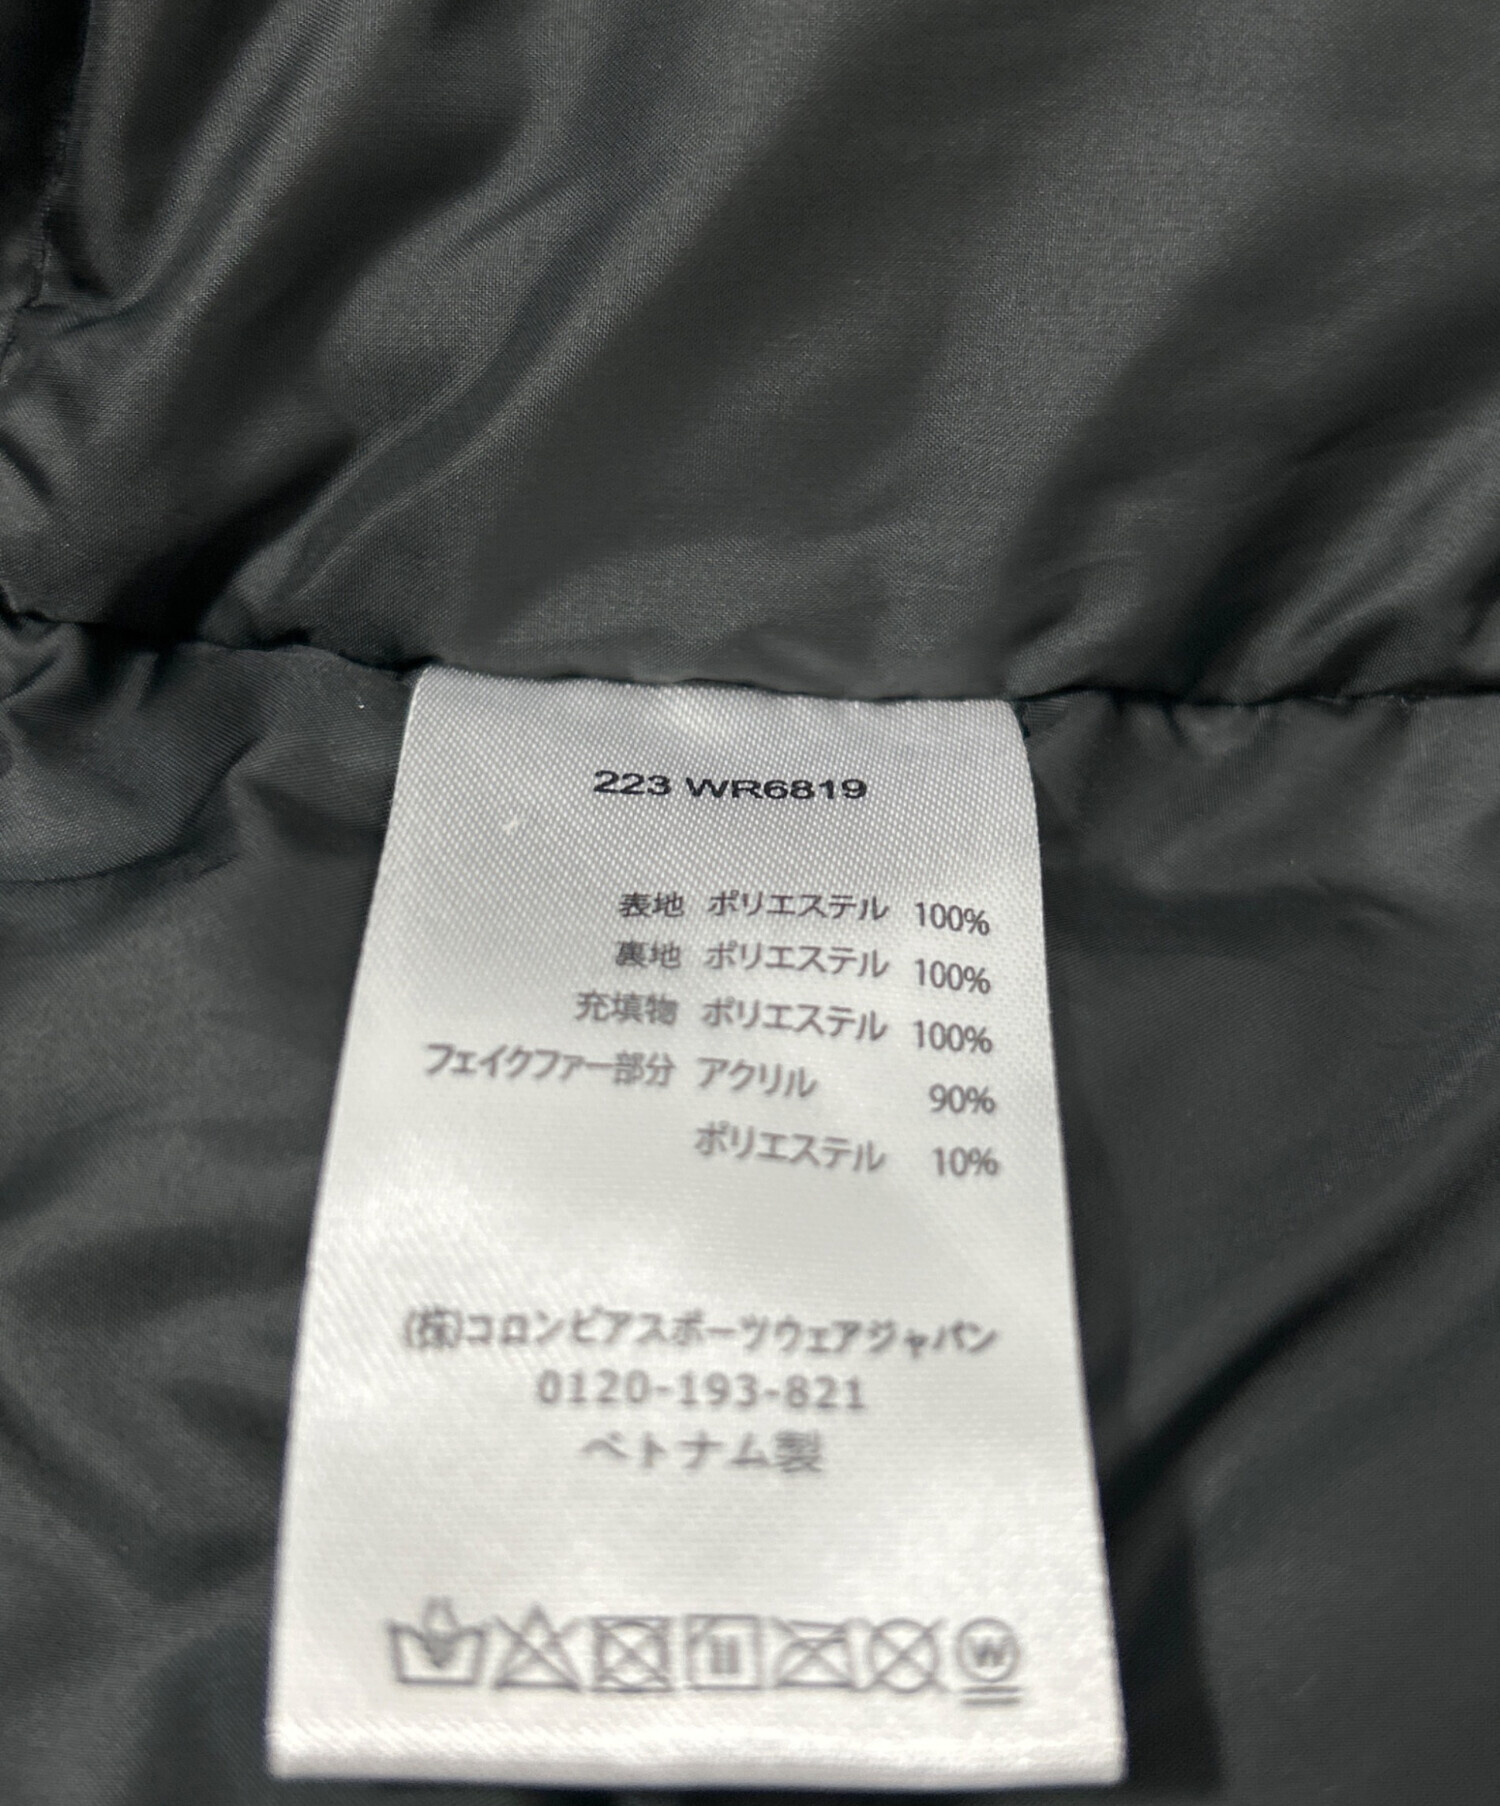 223 WR6819
表地 ポリエステル 100%
裏地 ポリエステル 100%
充填物 ポリエステル 100%
フェイクファー部分 アクリル 90%
ポリエステル 10%
(株)コロンビアスポーツウェアジャパン
0120-193-821
ベトナム製
W